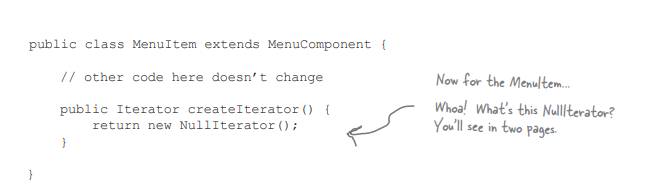 public class MenuItem extends MenuComponent {
// other code here doesn’t change
public Iterator createIterator() {
return new NullIterator();
}
}
Now for the MenuItem...
Whoa! What's this NullIterator?
You'll see in two pages.